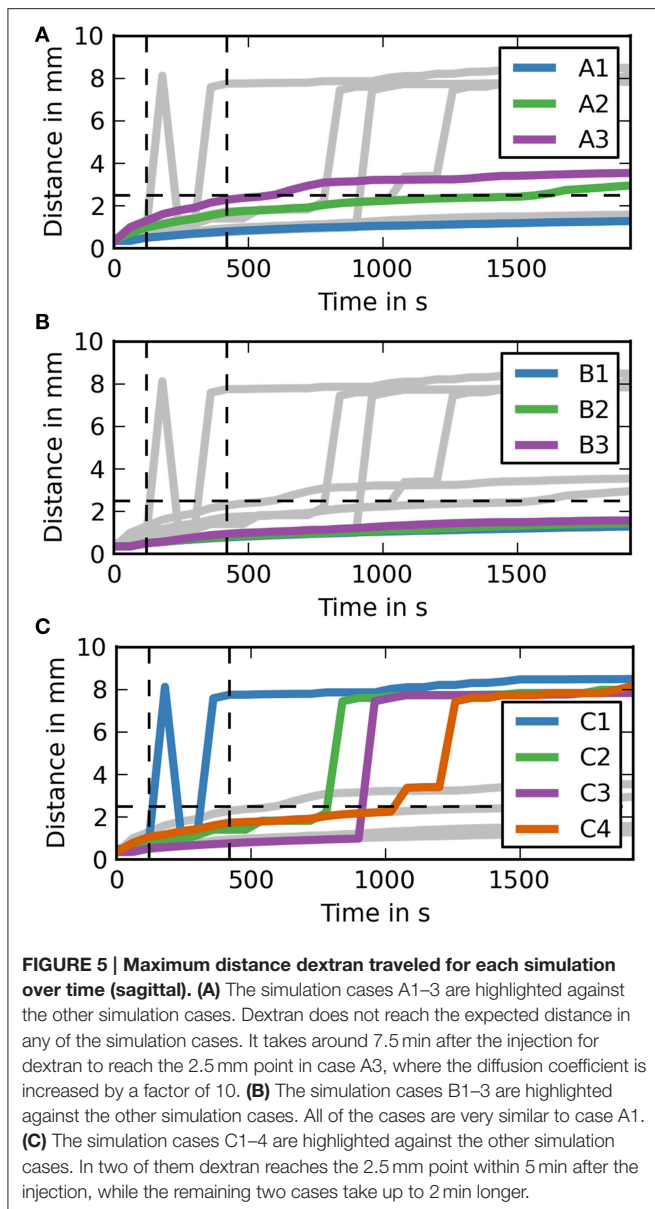 A
Distance in mm
10
8
6
4
2
0
A1
A2
A3
0 500 1000 1500
Time in s
B
Distance in mm
10
8
6
4
2
0
B1
B2
B3
0 500 1000 1500
Time in s
C
Distance in mm
10
8
6
4
2
0
C1
C2
C3
C4
0 500 1000 1500
Time in s
FIGURE 5 | Maximum distance dextran traveled for each simulation
over time (sagittal). (A) The simulation cases A1–3 are highlighted against
the other simulation cases. Dextran does not reach the expected distance in
any of the simulation cases. It takes around 7.5 min after the injection for
dextran to reach the 2.5 mm point in case A3, where the diffusion coefficient is
increased by a factor of 10. (B) The simulation cases B1–3 are highlighted
against the other simulation cases. All of the cases are very similar to case A1.
(C) The simulation cases C1–4 are highlighted against the other simulation
cases. In two of them dextran reaches the 2.5 mm point within 5 min after the
injection, while the remaining two cases take up to 2 min longer.